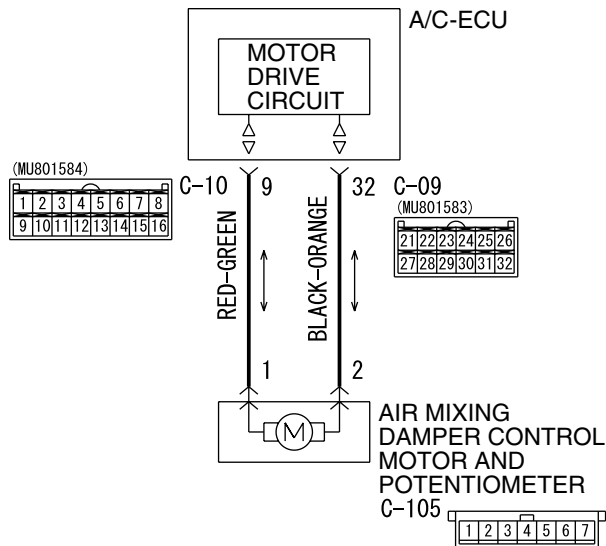 A/C-ECU
MOTOR
DRIVE
CIRCUIT
(MU801584)
1 2 3 4 5 6 7 8
9 10 11 12 13 14 15 16
C-10
9
32
C-09
(MU801583)
21 22 23 24 25 26
27 28 29 30 31 32
RED-GREEN
BLACK-ORANGE
1
2
M
AIR MIXING
DAMPER CONTROL
MOTOR AND
POTENTIOMETER
C-105
1 2 3 4 5 6 7